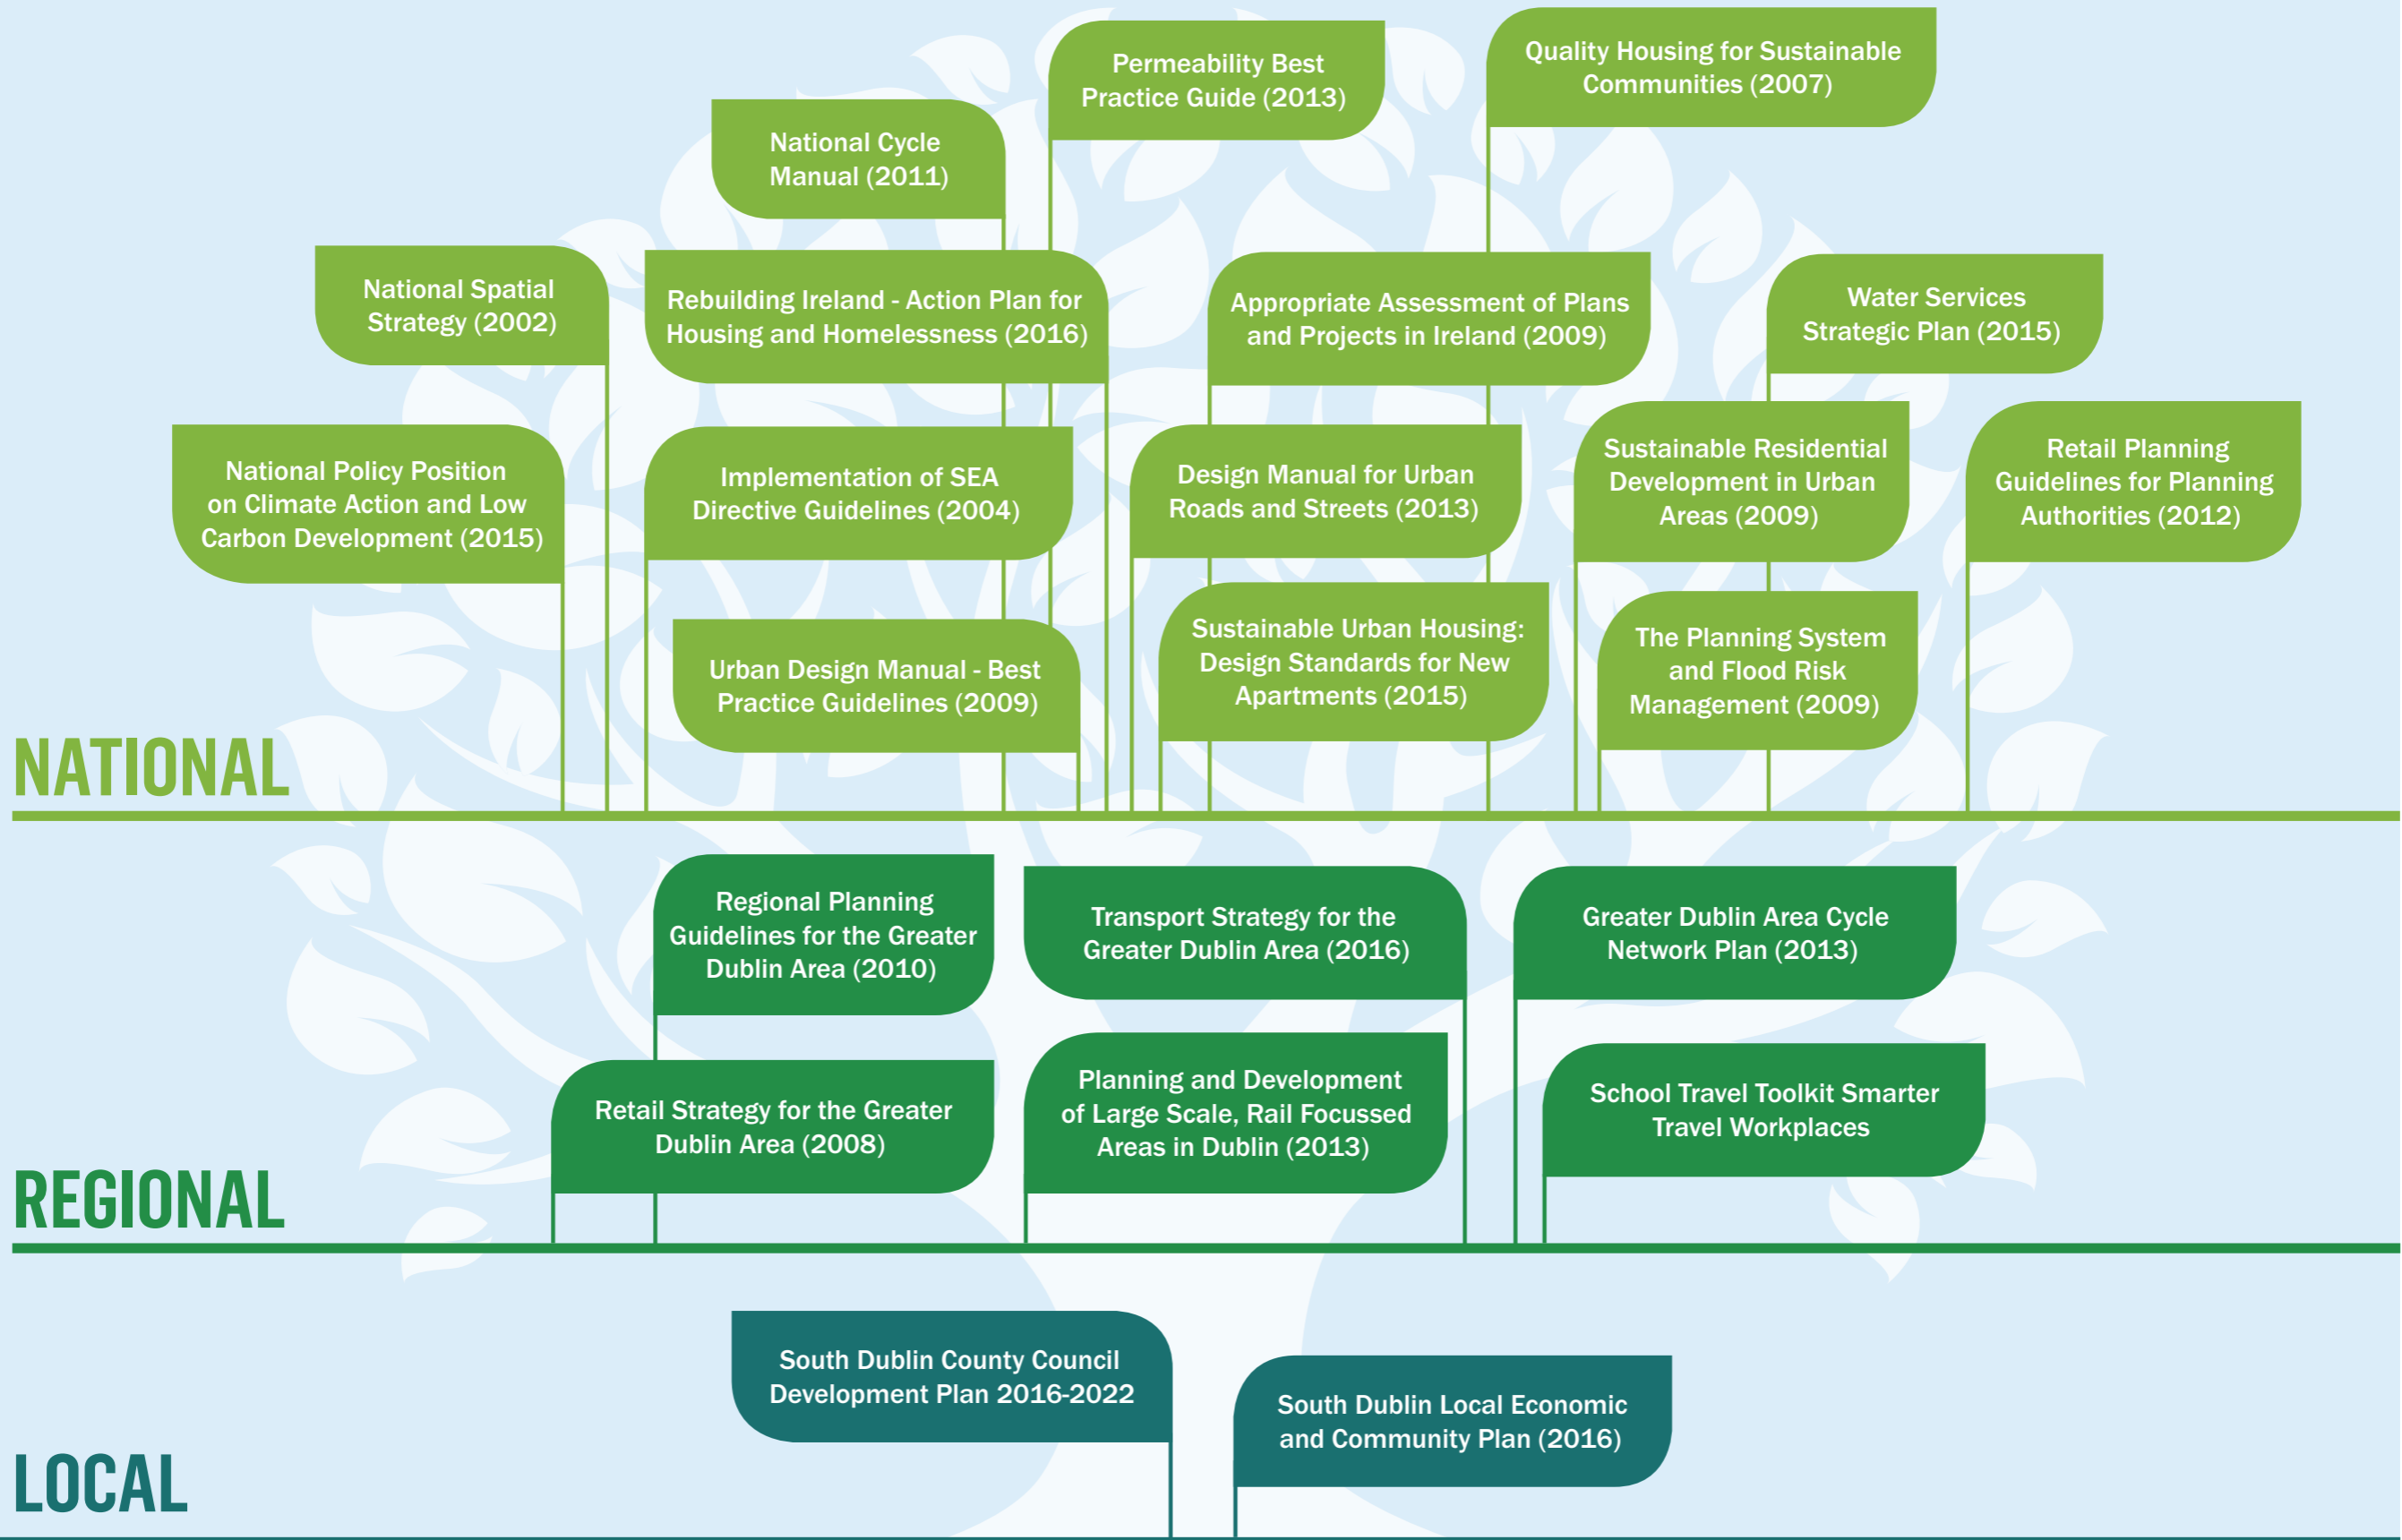 Permeability Best
Practice Guide (2013)
Quality Housing for Sustainable
Communities (2007)
National Cycle
Manual (2011)
National Spatial
Strategy (2002)
Rebuilding Ireland - Action Plan for
Housing and Homelessness (2016)
Appropriate Assessment of Plans
and Projects in Ireland (2009)
Water Services
Strategic Plan (2015)
National Policy Position
on Climate Action and Low
Carbon Development (2015)
Implementation of SEA
Directive Guidelines (2004)
Design Manual for Urban
Roads and Streets (2013)
Sustainable Residential
Development in Urban
Areas (2009)
Retail Planning
Guidelines for Planning
Authorities (2012)
Urban Design Manual - Best
Practice Guidelines (2009)
Sustainable Urban Housing:
Design Standards for New
Apartments (2015)
The Planning System
and Flood Risk
Management (2009)
NATIONAL
Regional Planning
Guidelines for the Greater
Dublin Area (2010)
Transport Strategy for the
Greater Dublin Area (2016)
Greater Dublin Area Cycle
Network Plan (2013)
Retail Strategy for the Greater
Dublin Area (2008)
Planning and Development
of Large Scale, Rail Focussed
Areas in Dublin (2013)
School Travel Toolkit Smarter
Travel Workplaces
REGIONAL
South Dublin County Council
Development Plan 2016-2022
South Dublin Local Economic
and Community Plan (2016)
LOCAL